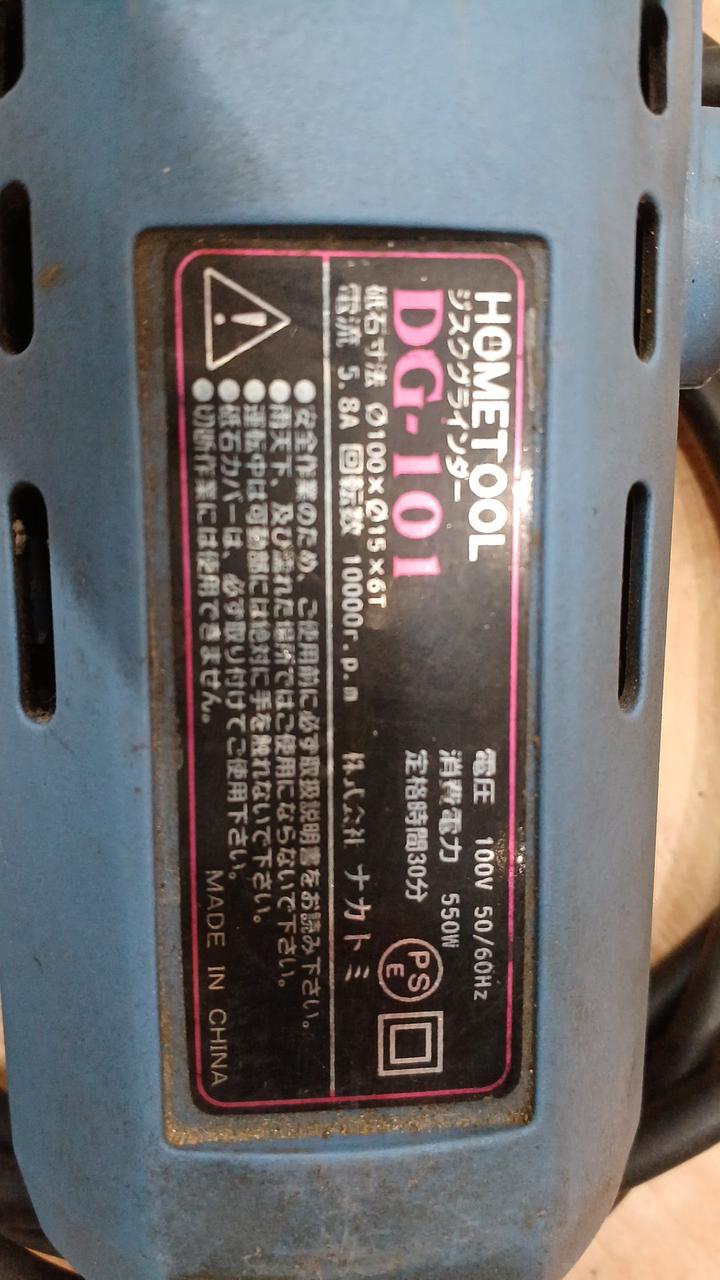 HOMETOOL
ジスクグラインダー
DG-101
砥石寸法 Ø100×Ø15×6T
電流 5.8A 回転数 10000r.p.m
電圧 100V 50/60Hz
消費電力 550W
定格時間30分
PS
E
株式会社 ナカトミ
●安全作業のため、ご使用前に必ず取扱説明書をお読み下さい。
●雨天下、及び濡れた場所ではご使用にならないで下さい。
●運転中は可動部には絶対に手を触れないで下さい。
●砥石カバーは、必ず取り付けてご使用下さい。
●切断作業には使用できません。
MADE IN CHINA